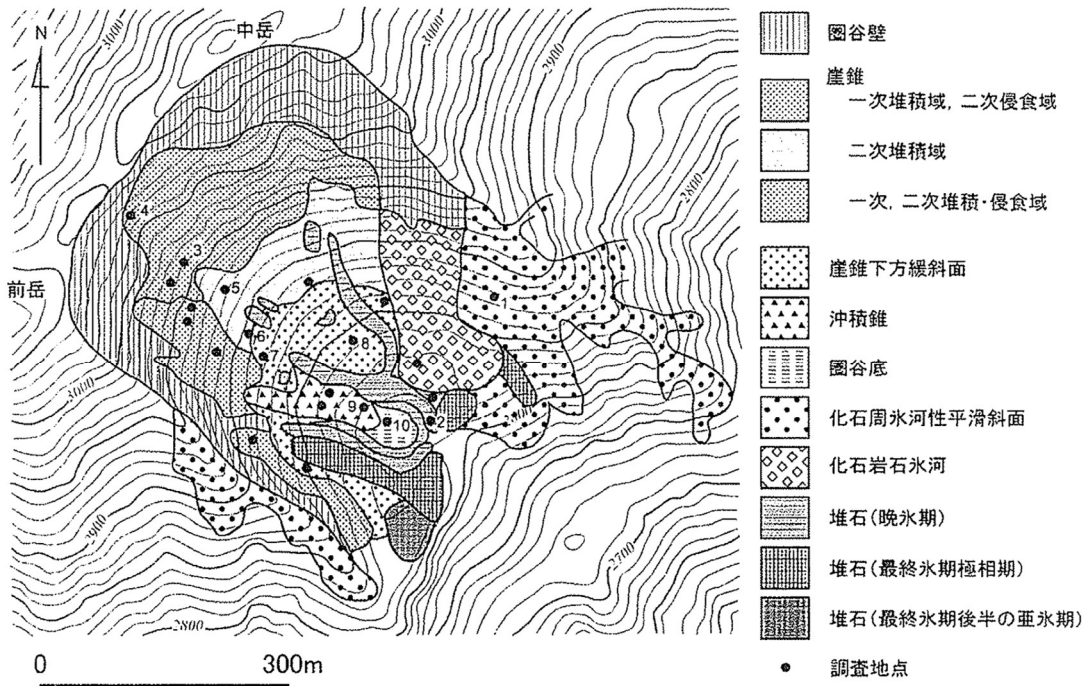 N
中岳
3000
3000
2900
2800
4
3
5
1
前岳
6
7
8
9
10
2
3000
2800
2900
2700
2800
0 300m
圏谷壁
崖錐
一次堆積域, 二次侵食域
二次堆積域
一次, 二次堆積・侵食域
崖錐下方緩斜面
沖積錐
圏谷底
化石周氷河性平滑斜面
化石岩石氷河
堆石(晩氷期)
堆石(最終氷期極相期)
堆石(最終氷期後半の亜氷期)
調査地点